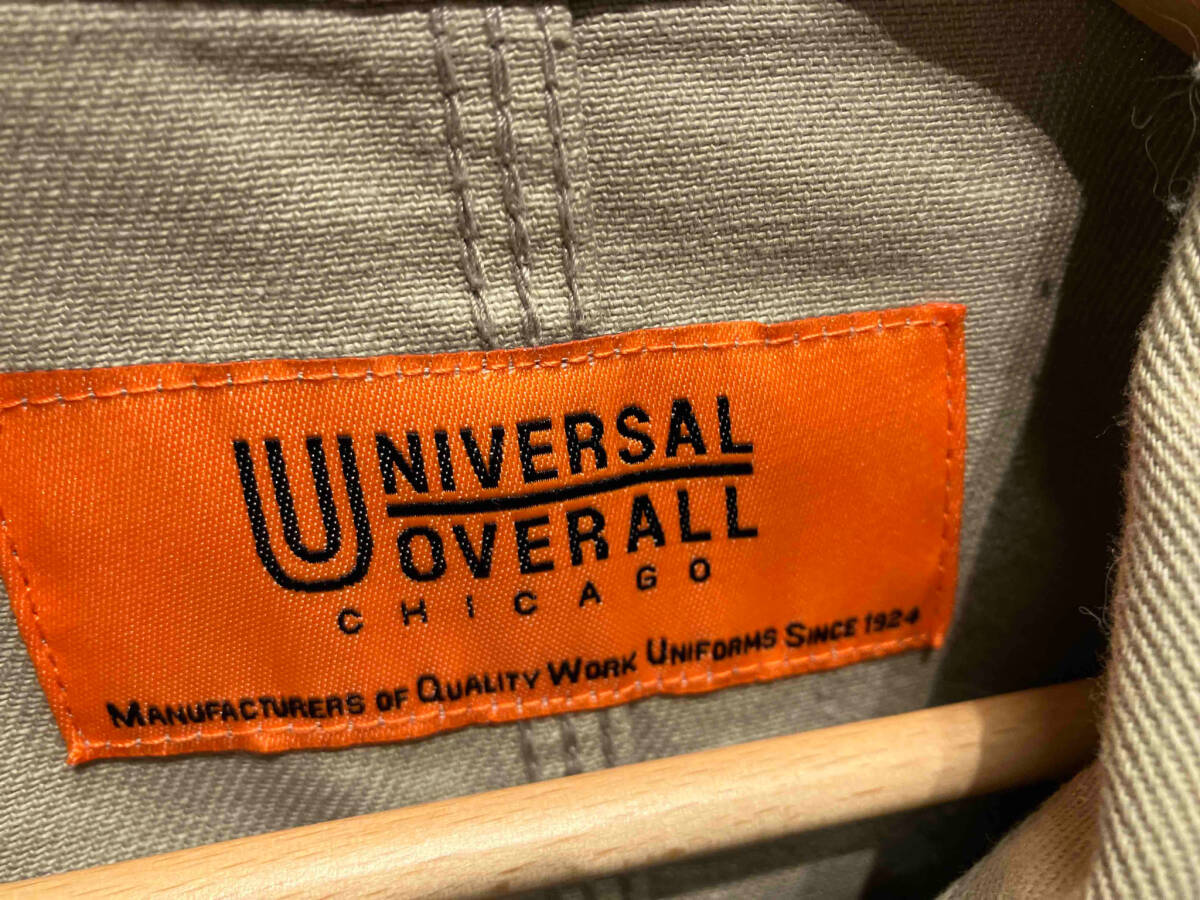 UNIVERSAL
OVERALL
CHICAGO
MANUFACTURERS OF QUALITY WORK UNIFORMS SINCE 1924